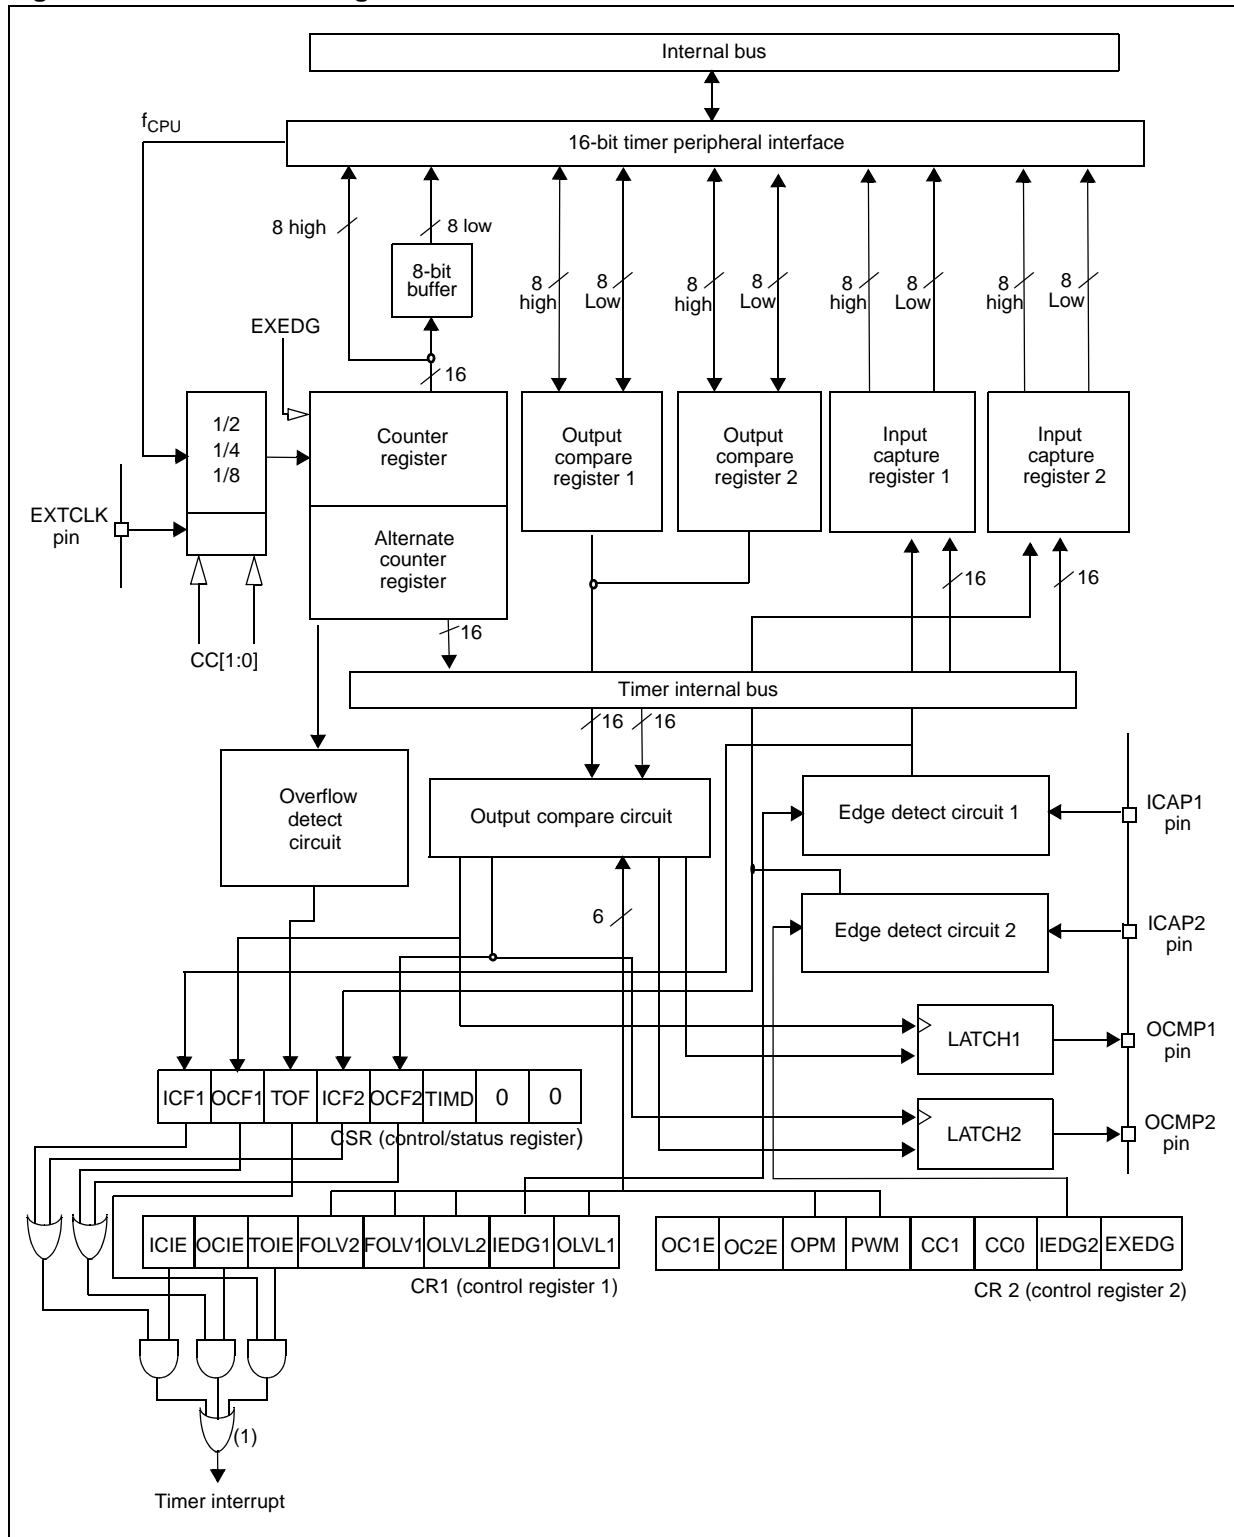 Internal bus
fCPU
16-bit timer peripheral interface
8 high
8 low
8-bit
buffer
8
high
8
Low
8
high
8
Low
8
high
8
Low
8
high
8
Low
EXEDG
16
1/2
1/4
1/8
Counter
register
Output
compare
register 1
Output
compare
register 2
Input
capture
register 1
Input
capture
register 2
EXTCLK
pin
Alternate
counter
register
16
16
16
CC[1:0]
Timer internal bus
16
16
Overflow
detect
circuit
Output compare circuit
Edge detect circuit 1
ICAP1
pin
6
Edge detect circuit 2
ICAP2
pin
LATCH1
OCMP1
pin
ICF1 OCF1 TOF ICF2 OCF2 TIMD 0 0
CSR (control/status register)
LATCH2
OCMP2
pin
ICIE OCIE TOIE FOLV2 FOLV1 OLVL2 IEDG1 OLVL1
CR1 (control register 1)
OC1E OC2E OPM PWM CC1 CC0 IEDG2 EXEDG
CR 2 (control register 2)
(1)
Timer interrupt